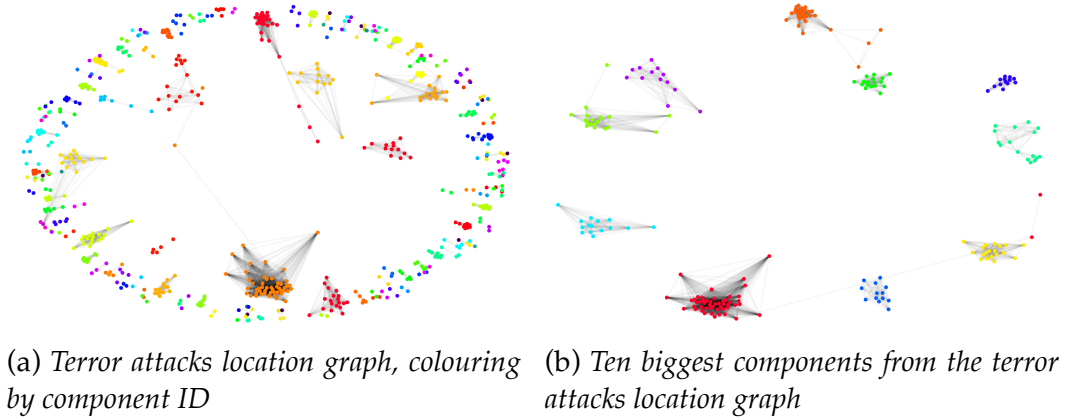 (a) Terror attacks location graph, colouring
by component ID
(b) Ten biggest components from the terror
attacks location graph